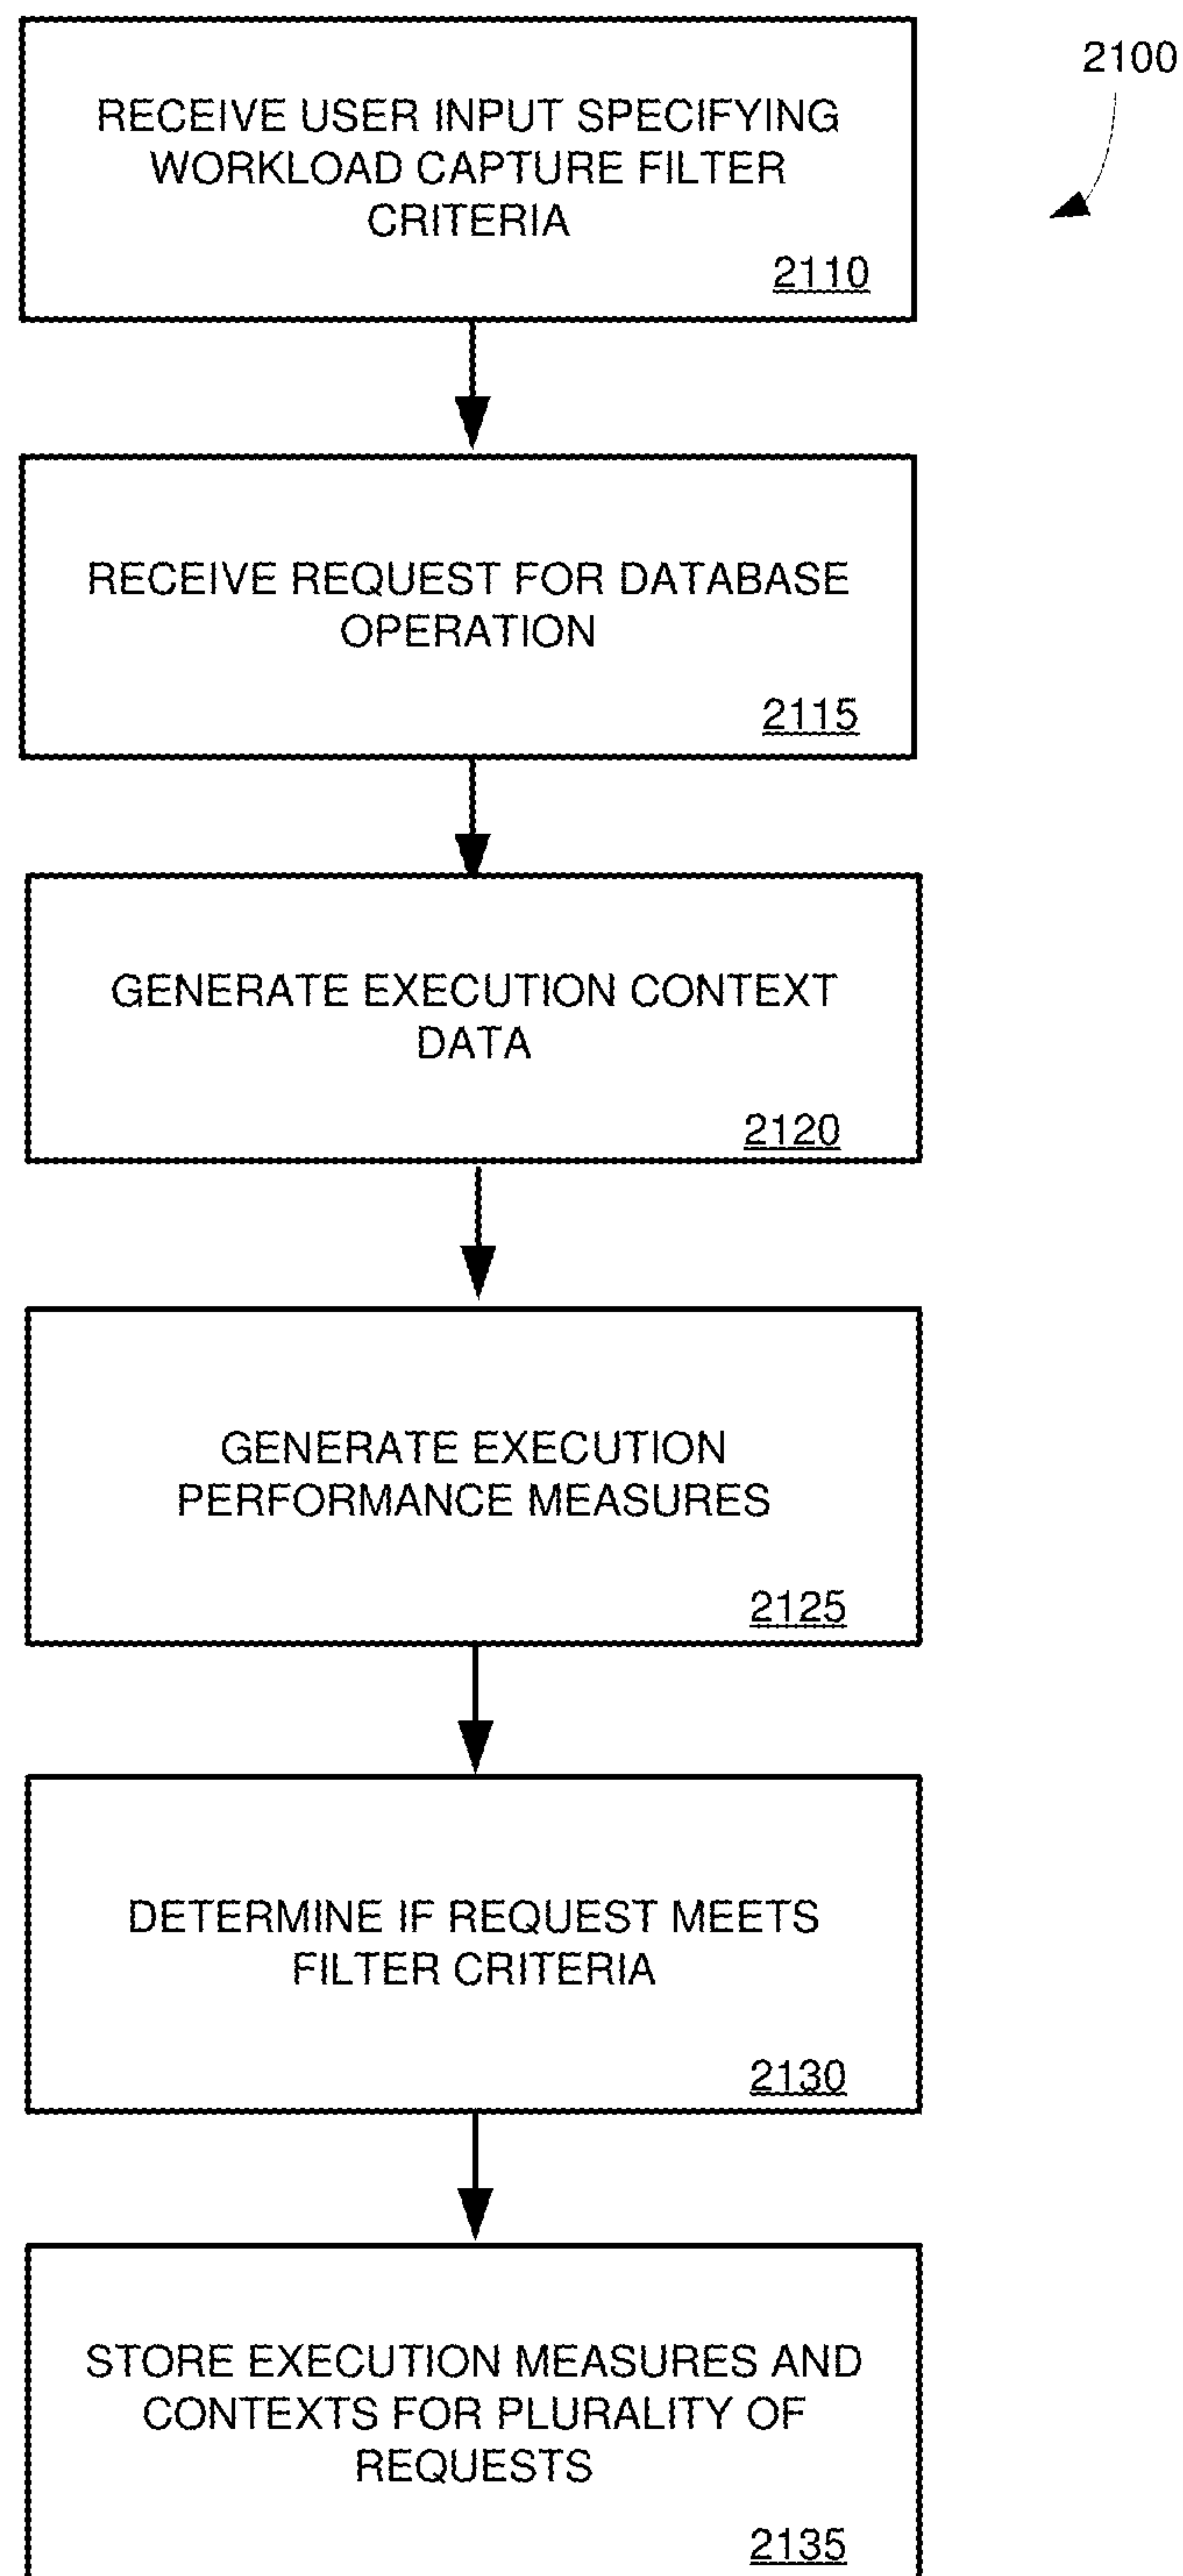 2100
RECEIVE USER INPUT SPECIFYING
WORKLOAD CAPTURE FILTER
CRITERIA
2110
RECEIVE REQUEST FOR DATABASE
OPERATION
2115
GENERATE EXECUTION CONTEXT
DATA
2120
GENERATE EXECUTION
PERFORMANCE MEASURES
2125
DETERMINE IF REQUEST MEETS
FILTER CRITERIA
2130
STORE EXECUTION MEASURES AND
CONTEXTS FOR PLURALITY OF
REQUESTS
2135